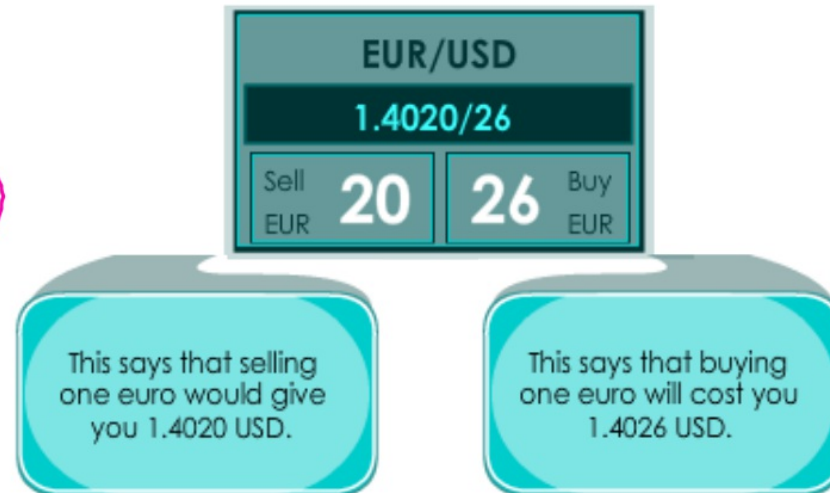 EUR/USD
1.4020/26
Sell
EUR
20
26
Buy
EUR
This says that selling
one euro would give
you 1.4020 USD.
This says that buying
one euro will cost you
1.4026 USD.